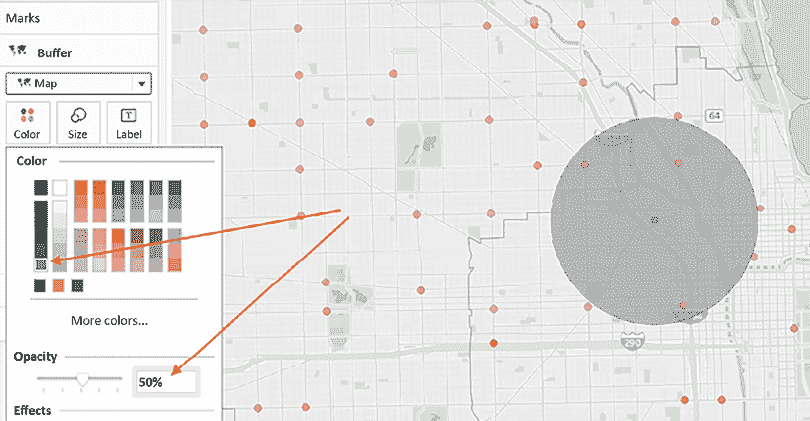 Marks
Buffer
Map
Color
Size
T
Label
Color
More colors...
Opacity
50%
Effects
64
290